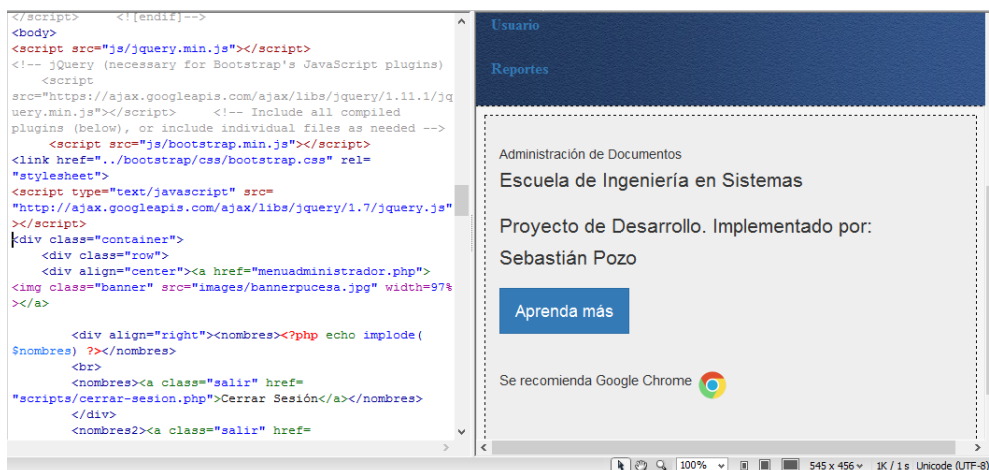 </script>     <![endif]-->
<body>
<script src="js/jquery.min.js"></script>
<!-- jQuery (necessary for Bootstrap's JavaScript plugins)
<script
src="https://ajax.googleapis.com/ajax/libs/jquery/1.11.1/jq
uery.min.js"></script>     <!-- Include all compiled
plugins (below), or include individual files as needed -->
<script src="js/bootstrap.min.js"></script>
<link href="../bootstrap/css/bootstrap.css" rel=
"stylesheet">
<script type="text/javascript" src=
"http://ajax.googleapis.com/ajax/libs/jquery/1.7/jquery.js"
></script>
<div class="container">
<div class="row">
<div align="center"><a href="menuadministrador.php">
<img class="banner" src="images/bannerpucesa.jpg" width=97%
></a>
<div align="right"><nombres><?php echo implode(
$nombres) ?></nombres>
<br>
<nombres><a class="salir" href=
"scripts/cerrar-sesion.php">Cerrar Sesión</a></nombres>
</div>
<nombres2><a class="salir" href=
Usuario
Reportes
Administración de Documentos
Escuela de Ingeniería en Sistemas
Proyecto de Desarrollo. Implementado por:
Sebastián Pozo
Aprenda más
Se recomienda Google Chrome
100%
545 x 456
1K / 1 s
Unicode (UTF-8)